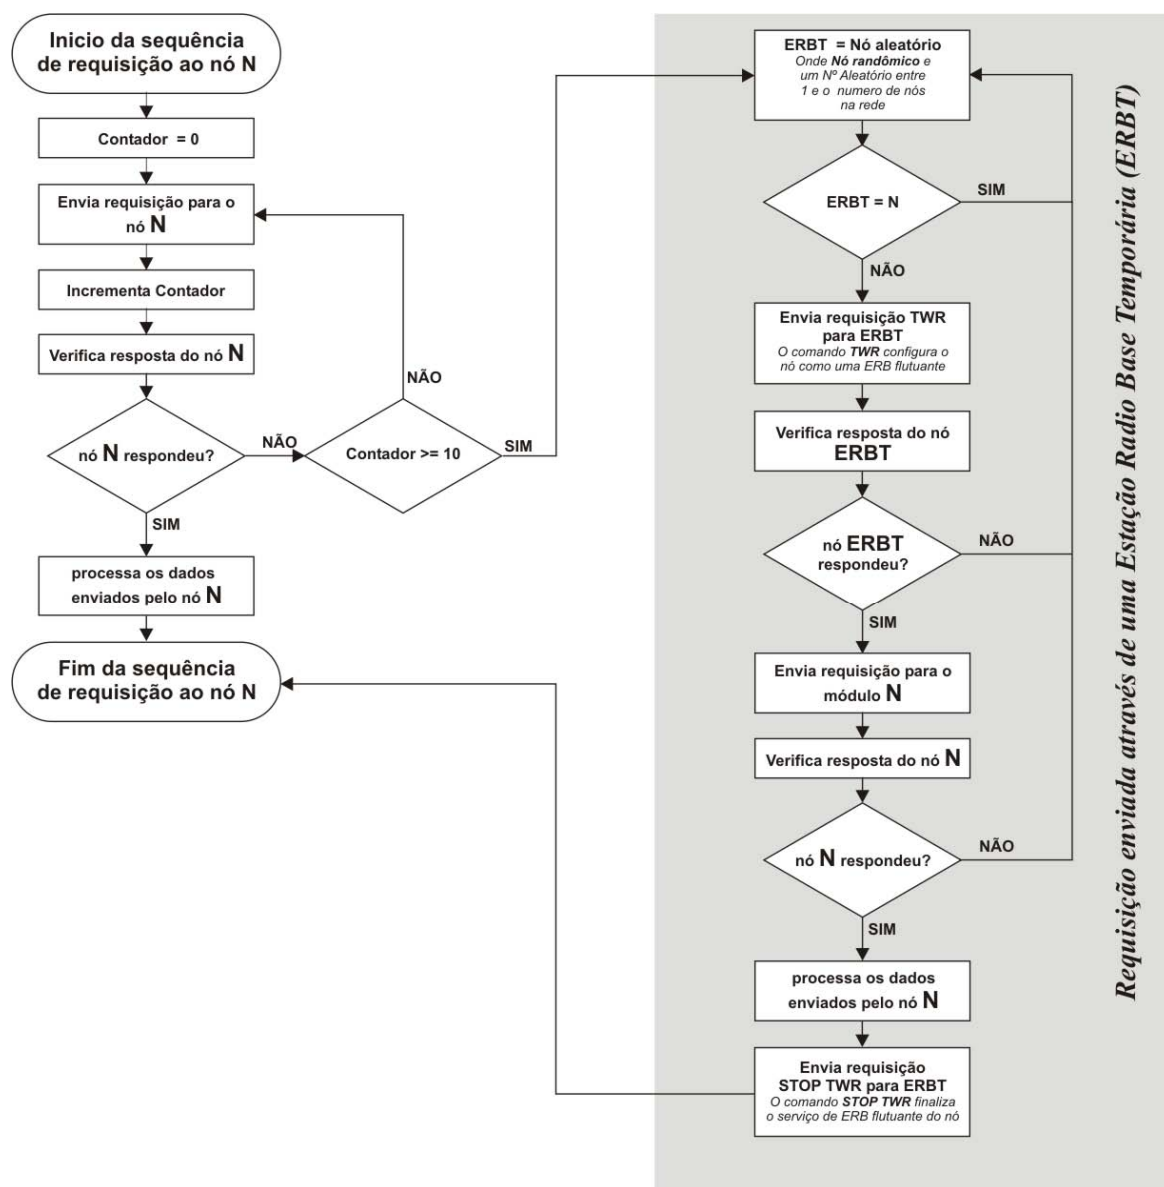 Inicio da sequência
de requisição ao nó N
Contador = 0
Envia requisição para o
nó N
Incrementa Contador
Verifica resposta do nó N
nó N respondeu?
NÃO
SIM
Contador >= 10
NÃO
SIM
processa os dados
enviados pelo nó N
Fim da sequência
de requisição ao nó N
ERBT = Nó aleatório
Onde Nó randômico e
um Nº Aleatório entre
1 e o numero de nós
na rede
ERBT = N
SIM
NÃO
Envia requisição TWR
para ERBT
O comando TWR configura o
nó como uma ERB flutuante
Verifica resposta do nó
ERBT
nó ERBT
respondeu?
NÃO
SIM
Envia requisição para o
módulo N
Verifica resposta do nó N
nó N respondeu?
NÃO
SIM
processa os dados
enviados pelo nó N
Envia requisição
STOP TWR para ERBT
O comando STOP TWR finaliza
o serviço de ERB flutuante do nó
Requisição enviada através de uma Estação Radio Base Temporária (ERBT)